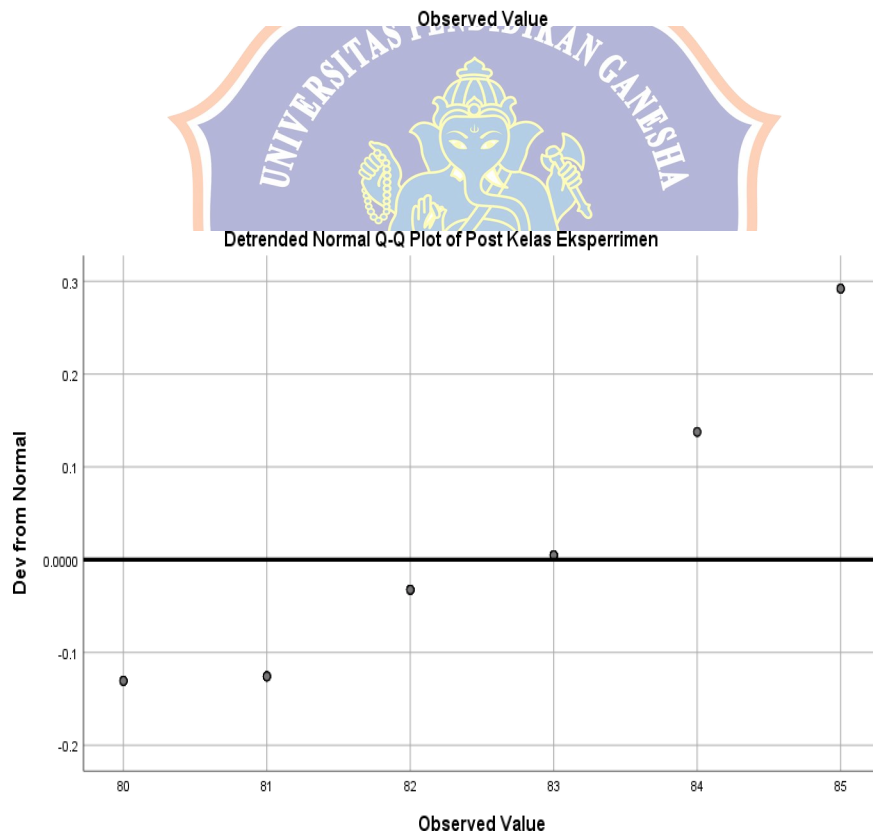 Observed Value
UNIVERSITAS PENDIDIKAN GANESHA
Detrended Normal Q-Q Plot of Post Kelas Eksperrimen
0.3
0.2
0.1
0.0000
-0.1
-0.2
Dev from Normal
80 81 82 83 84 85
Observed Value